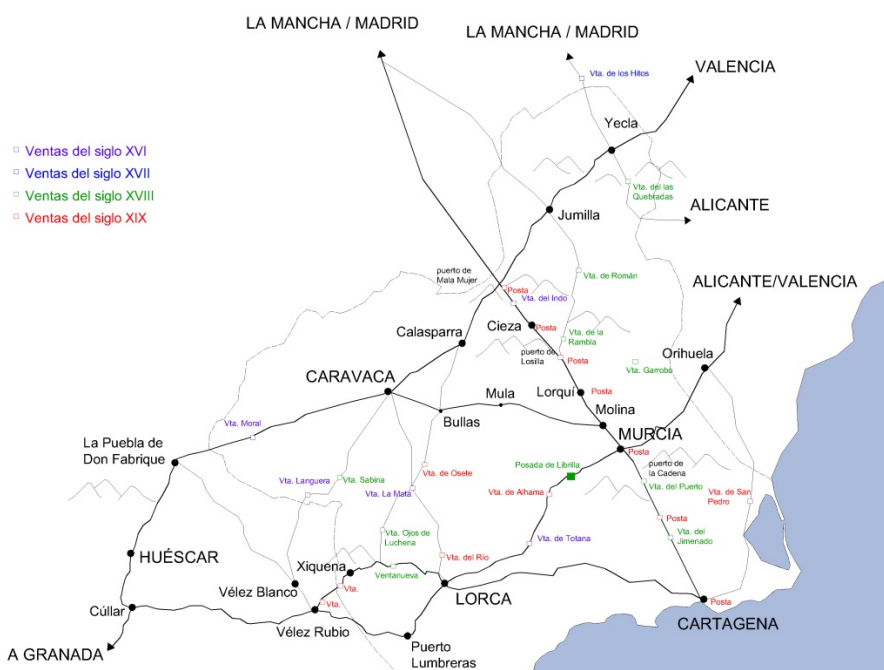 LA MANCHA / MADRID
LA MANCHA / MADRID
VALENCIA
Vta. de los Hitos
Yecla
Ventas del siglo XVI
Ventas del siglo XVII
Ventas del siglo XVIII
Ventas del siglo XIX
Vta. del las
Quebradas
ALICANTE
Jumilla
puerto de
Mala Mujer
Vta. de Román
ALICANTE/VALENCIA
Posta
Vta. del Indo
Cieza
Posta
Calasparra
Vta. de la
Rambla
puerto de
Losilla
Posta
Vta. Garrobo
Orihuela
CARAVACA
Lorquí
Posta
Mula
Bullas
Molina
Vta. Moral
MURCIA
Posta
La Puebla de
Don Fabrique
Posada de Librilla
puerto de
la Cadena
Vta. Languera
Vta. Sabina
Vta. de Osete
Vta. del Puerto
Vta. La Mata
Vta. de Alhama
Vta. de San
Pedro
Posta
Vta. Ojos de
Luchena
Vta. de Totana
Vta. del
Jimenado
HUÉSCAR
Xiquena
Vta. del Río
Ventanueva
Vélez Blanco
Vta.
LORCA
Vta.
Posta
Cúllar
Vélez Rubio
CARTAGENA
A GRANADA
Puerto
Lumbreras